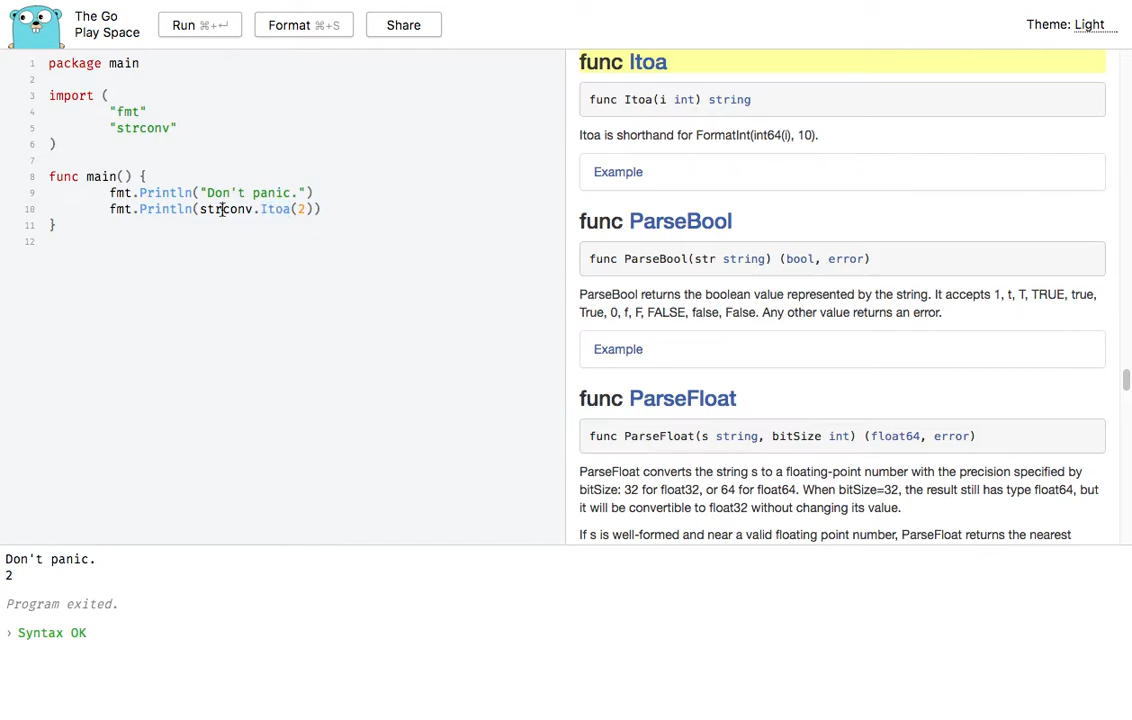 The Go
Play Space
Run ⌘+↵
Format ⌘+S
Share
Theme: Light
1 package main
2
3 import (
4 "fmt"
5 "strconv"
6 )
7
8 func main() {
9 fmt.Println("Don't panic.")
10 fmt.Println(strconv.Itoa(2))
11 }
12
func Itoa
func Itoa(i int) string
Itoa is shorthand for FormatInt(int64(i), 10).
Example
func ParseBool
func ParseBool(str string) (bool, error)
ParseBool returns the boolean value represented by the string. It accepts 1, t, T, TRUE, true,
True, 0, f, F, FALSE, false, False. Any other value returns an error.
Example
func ParseFloat
func ParseFloat(s string, bitSize int) (float64, error)
ParseFloat converts the string s to a floating-point number with the precision specified by
bitSize: 32 for float32, or 64 for float64. When bitSize=32, the result still has type float64, but
it will be convertible to float32 without changing its value.
If s is well-formed and near a valid floating point number, ParseFloat returns the nearest
Don't panic.
2
Program exited.
› Syntax OK